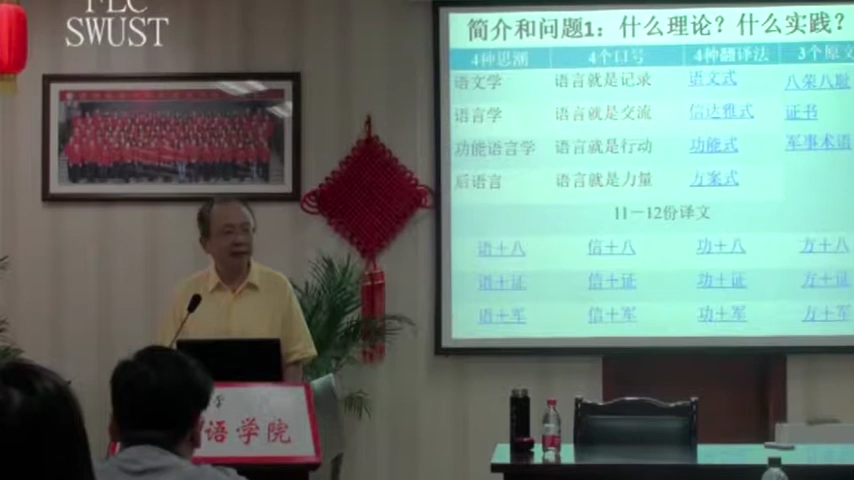 FLC
SWUST
简介和问题1：什么理论？什么实践？
4种思潮 4个口号 4种翻译法 3个原文
语文学 语言就是记录 语文式 八荣八耻
语言学 语言就是交流 信达雅式 证书
功能语言学 语言就是行动 功能式 军事术语
后语言 语言就是力量 方案式
11－12份译文
语＋八 信＋八 功＋八 方＋八
语＋证 信＋证 功＋证 方＋证
语＋军 信＋军 功＋军 方＋军
语学院